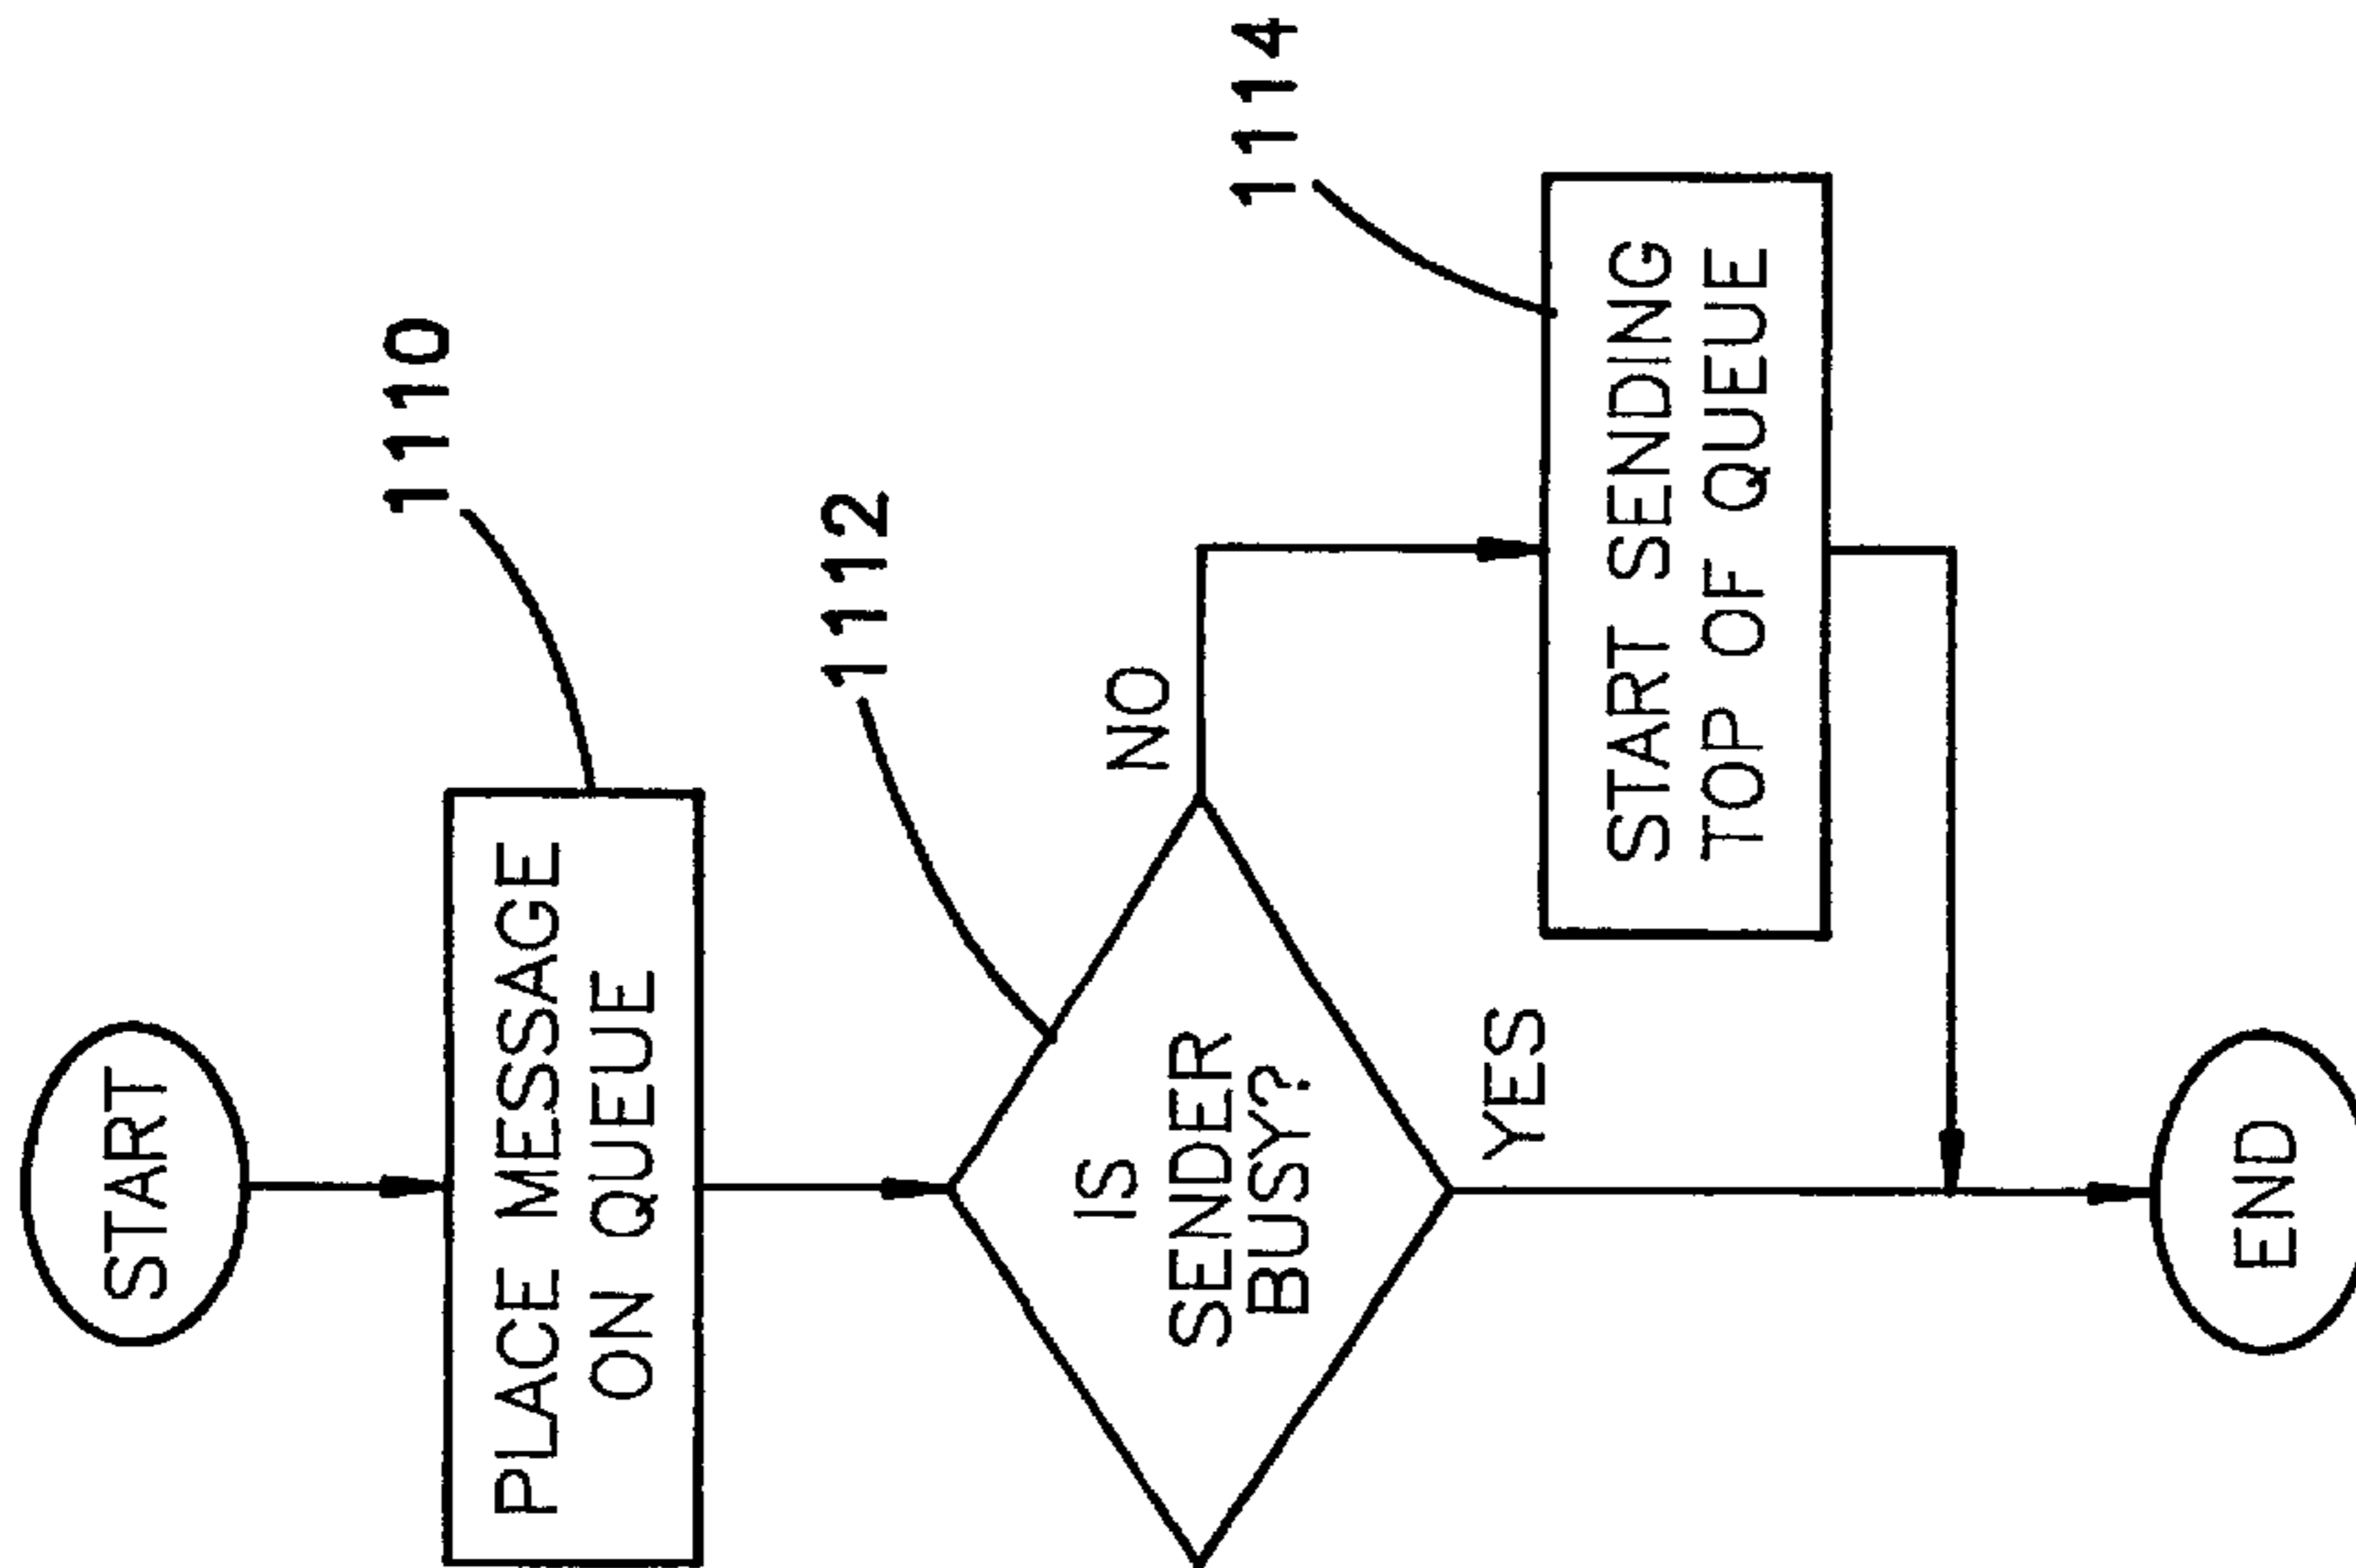 START
1110
PLACE MESSAGE
ON QUEUE
1112
IS
SENDER
BUSY?
NO
YES
1114
START SENDING
TOP OF QUEUE
END